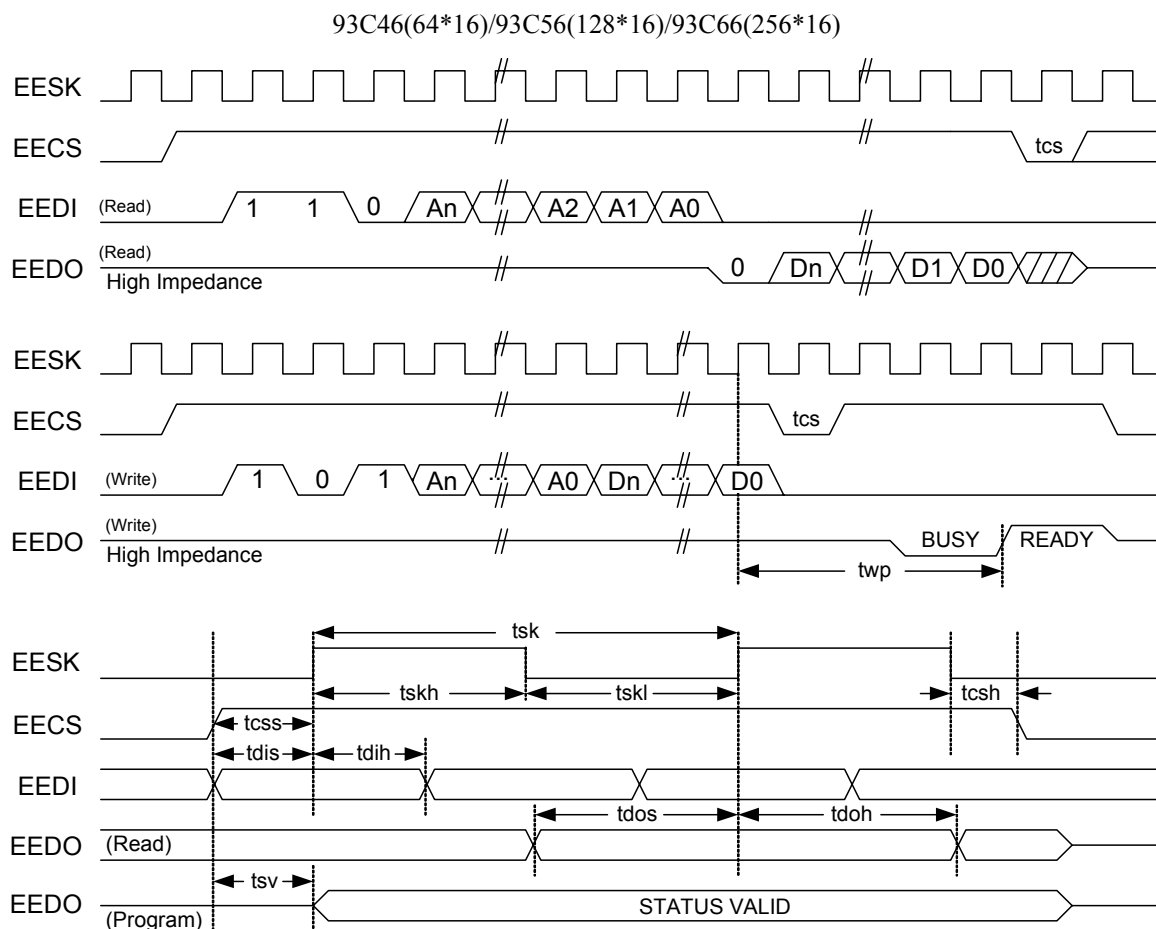 93C46(64*16)/93C56(128*16)/93C66(256*16)
EESK
EECS tcs
EEDI (Read) 1 1 0 An A2 A1 A0
EEDO (Read) High Impedance 0 Dn D1 D0
EESK
EECS tcs
EEDI (Write) 1 0 1 An ... A0 Dn ... D0
EEDO (Write) High Impedance BUSY READY
twp
tsk
EESK
tskh tskl tcsh
EECS tcss
tdis tdih
EEDI
tdos tdoh
EEDO (Read)
tsv
EEDO (Program) STATUS VALID